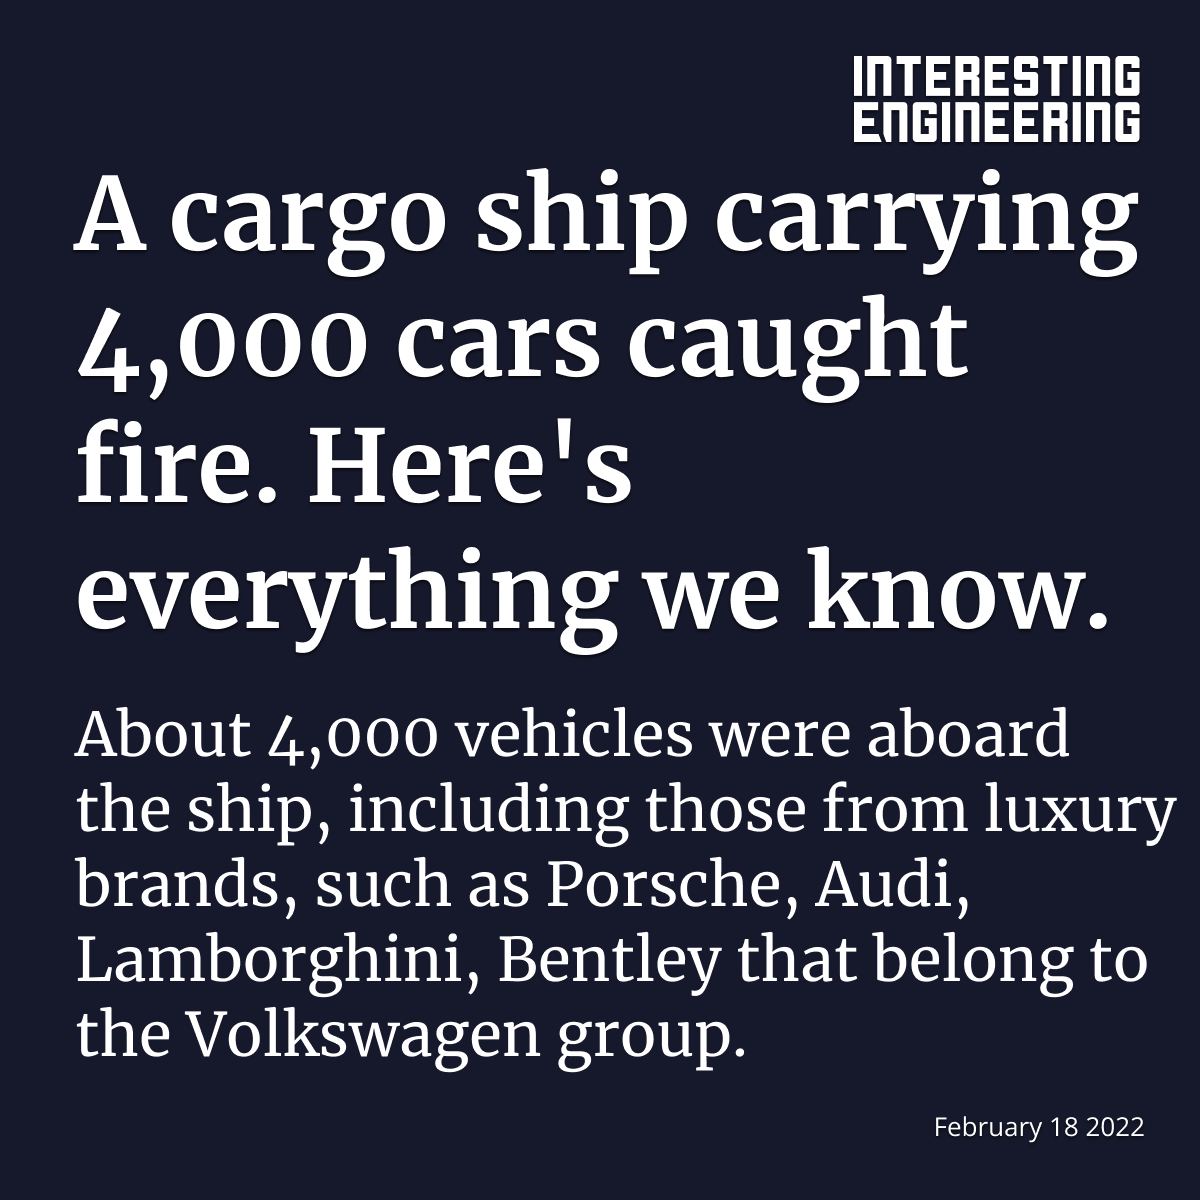 INTERESTING
ENGINEERING
A cargo ship carrying
4,000 cars caught
fire. Here's
everything we know.
About 4,000 vehicles were aboard
the ship, including those from luxury
brands, such as Porsche, Audi,
Lamborghini, Bentley that belong to
the Volkswagen group.
February 18 2022